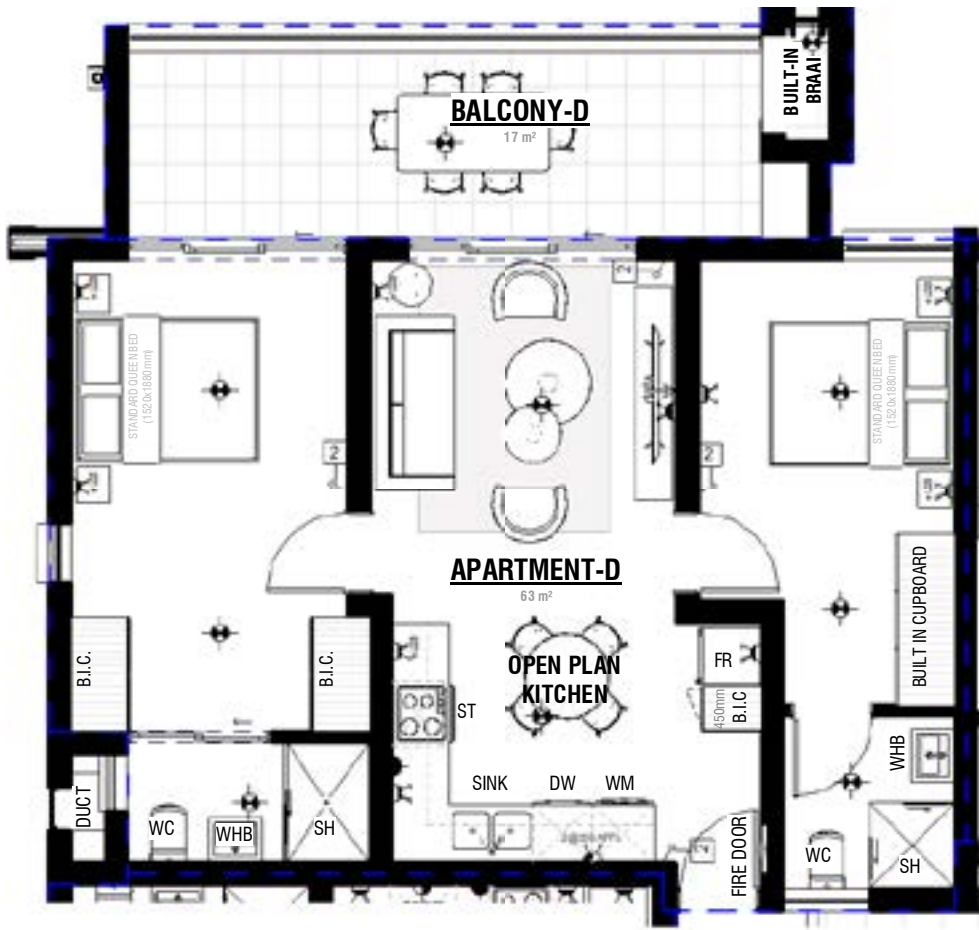 BUILT-IN
BRAAI
BALCONY-D
17 m²
2
STANDARD QUEEN BED
(1520x1880mm)
STANDARD QUEEN BED
(1520x1880mm)
2
2
APARTMENT-D
63 m²
BUILT IN CUPBOARD
B.I.C.
B.I.C.
OPEN PLAN
KITCHEN
FR
450mm
B.I.C
ST
WHB
SINK
DW
WM
DUCT
WC
WHB
SH
2
FIRE DOOR
WC
SH